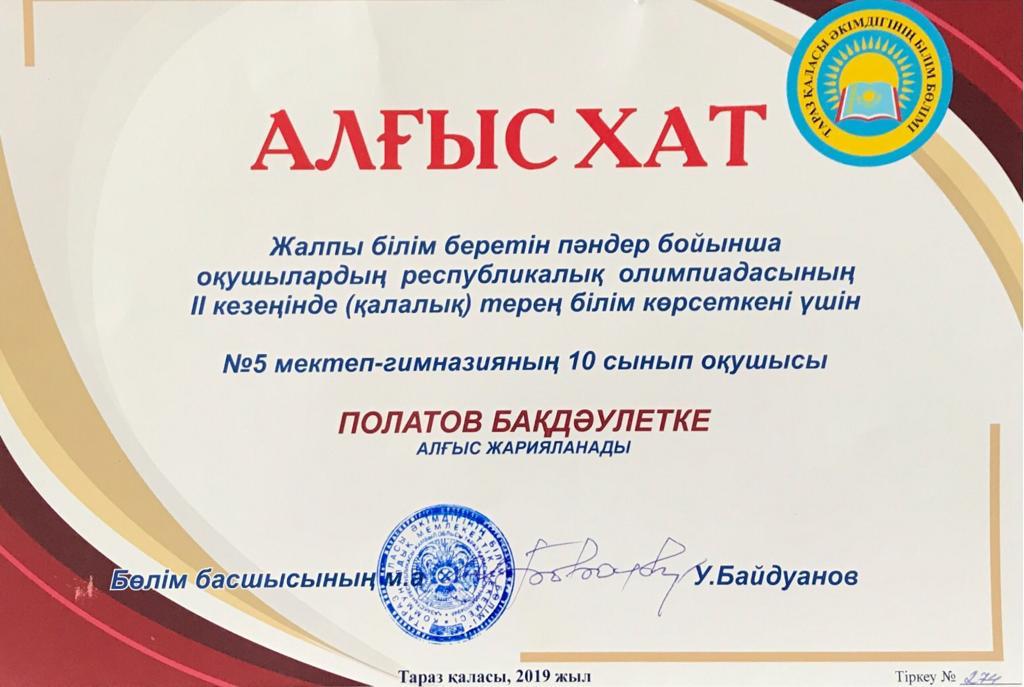 ТАРАЗ ҚАЛАСЫ ӘКІМДІГІНІҢ БІЛІМ БӨЛІМІ
АЛҒЫС ХАТ
Жалпы білім беретін пәндер бойынша
оқушылардың республикалық олимпиадасының
II кезеңінде (қалалық) терең білім көрсеткені үшін
№5 мектеп-гимназияның 10 сынып оқушысы
ПОЛАТОВ БАҚДӘУЛЕТКЕ
АЛҒЫС ЖАРИЯЛАНАДЫ
Бөлім басшысының м.а У.Байдуанов
Тараз қаласы, 2019 жыл
Тіркеу № 274